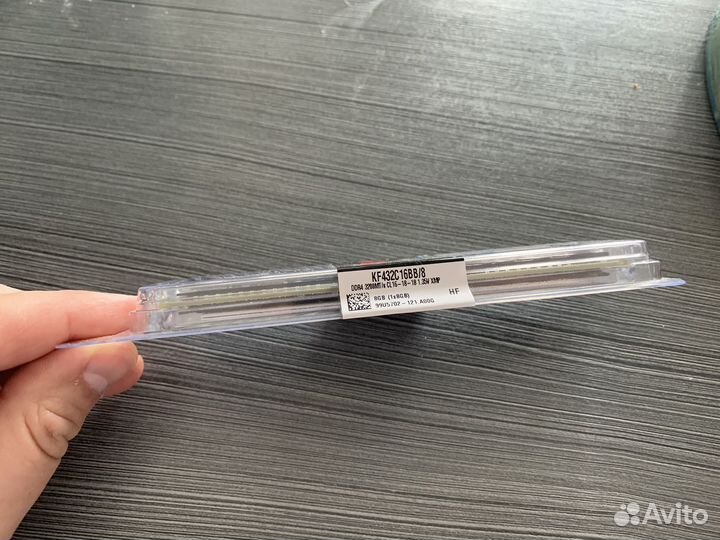 KF432C16BB/8
DDR4 3200MT/s CL16-18-18 1.35V XMP
8GB (1x8GB)
9905702-121.A00G
HF
Avito